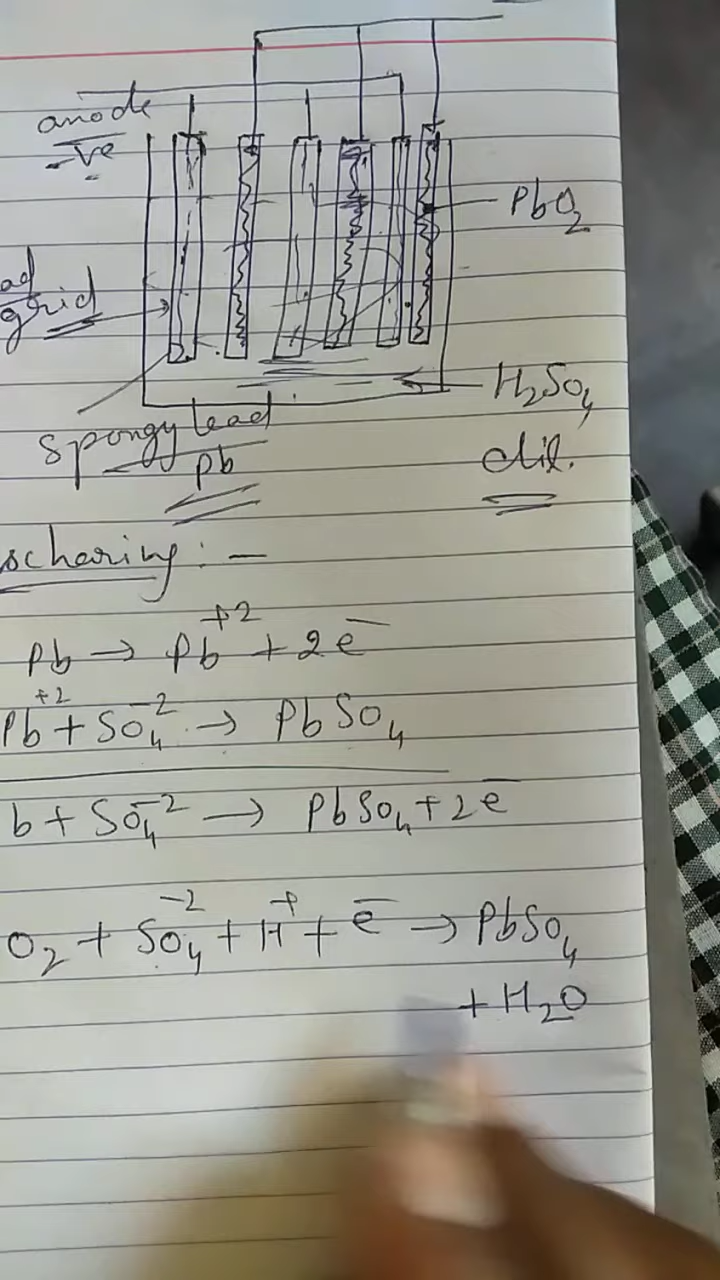 anode
-ve
PbO₂
ad
grid
H₂SO₄
spongy lead
Pb
dil.
scharing : —
Pb → Pb⁺² + 2e⁻
Pb⁺² + SO₄⁻² → PbSO₄
b + SO₄⁻² → PbSO₄ + 2e⁻
O₂ + SO₄⁻² + H⁺ + e⁻ → PbSO₄
+ H₂O